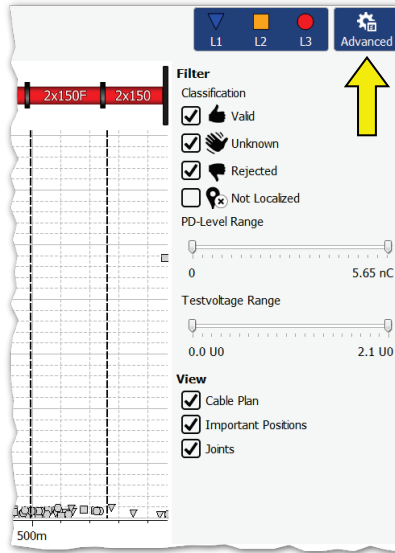 L1 L2 L3 Advanced
2x150F 2x150
Filter
Classification
Valid
Unknown
Rejected
Not Localized
PD-Level Range
0 5.65 nC
Testvoltage Range
0.0 U0 2.1 U0
View
Cable Plan
Important Positions
Joints
500m